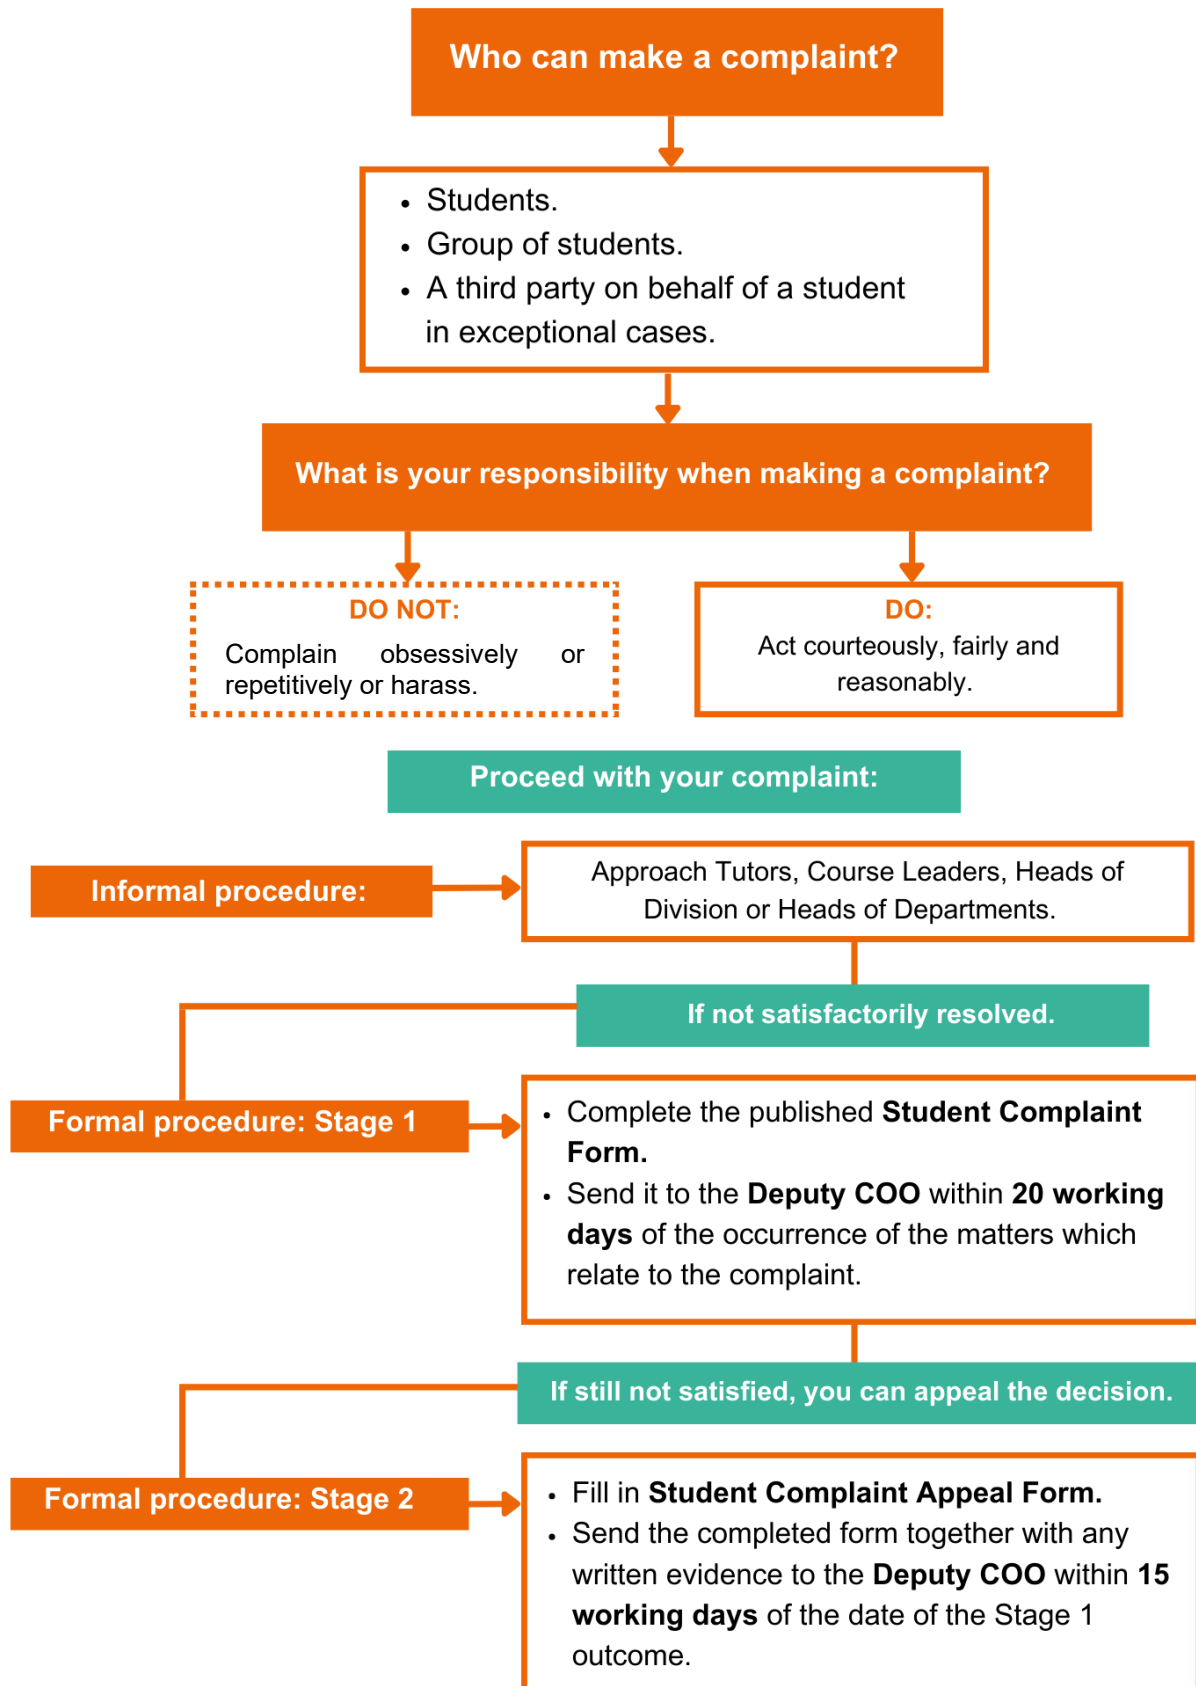 Who can make a complaint?
• Students.
• Group of students.
• A third party on behalf of a student
in exceptional cases.
What is your responsibility when making a complaint?
DO NOT:
Complain obsessively or
repetitively or harass.
DO:
Act courteously, fairly and
reasonably.
Proceed with your complaint:
Informal procedure:
Approach Tutors, Course Leaders, Heads of
Division or Heads of Departments.
If not satisfactorily resolved.
Formal procedure: Stage 1
• Complete the published Student Complaint
Form.
• Send it to the Deputy COO within 20 working
days of the occurrence of the matters which
relate to the complaint.
If still not satisfied, you can appeal the decision.
Formal procedure: Stage 2
• Fill in Student Complaint Appeal Form.
• Send the completed form together with any
written evidence to the Deputy COO within 15
working days of the date of the Stage 1
outcome.